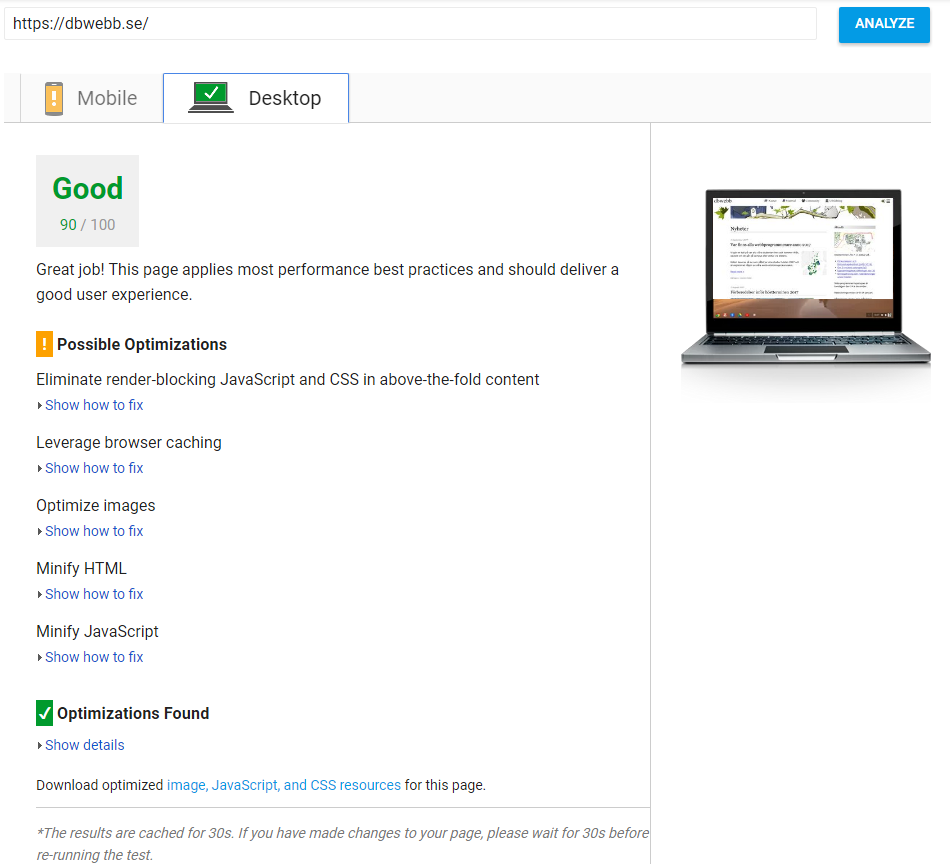 https://dbwebb.se/
ANALYZE
Mobile
Desktop
Good
90 / 100
Great job! This page applies most performance best practices and should deliver a
good user experience.
Possible Optimizations
Eliminate render-blocking JavaScript and CSS in above-the-fold content
Show how to fix
Leverage browser caching
Show how to fix
Optimize images
Show how to fix
Minify HTML
Show how to fix
Minify JavaScript
Show how to fix
Optimizations Found
Show details
Download optimized image, JavaScript, and CSS resources for this page.
*The results are cached for 30s. If you have made changes to your page, please wait for 30s before
re-running the test.
dbwebb
Nyheter